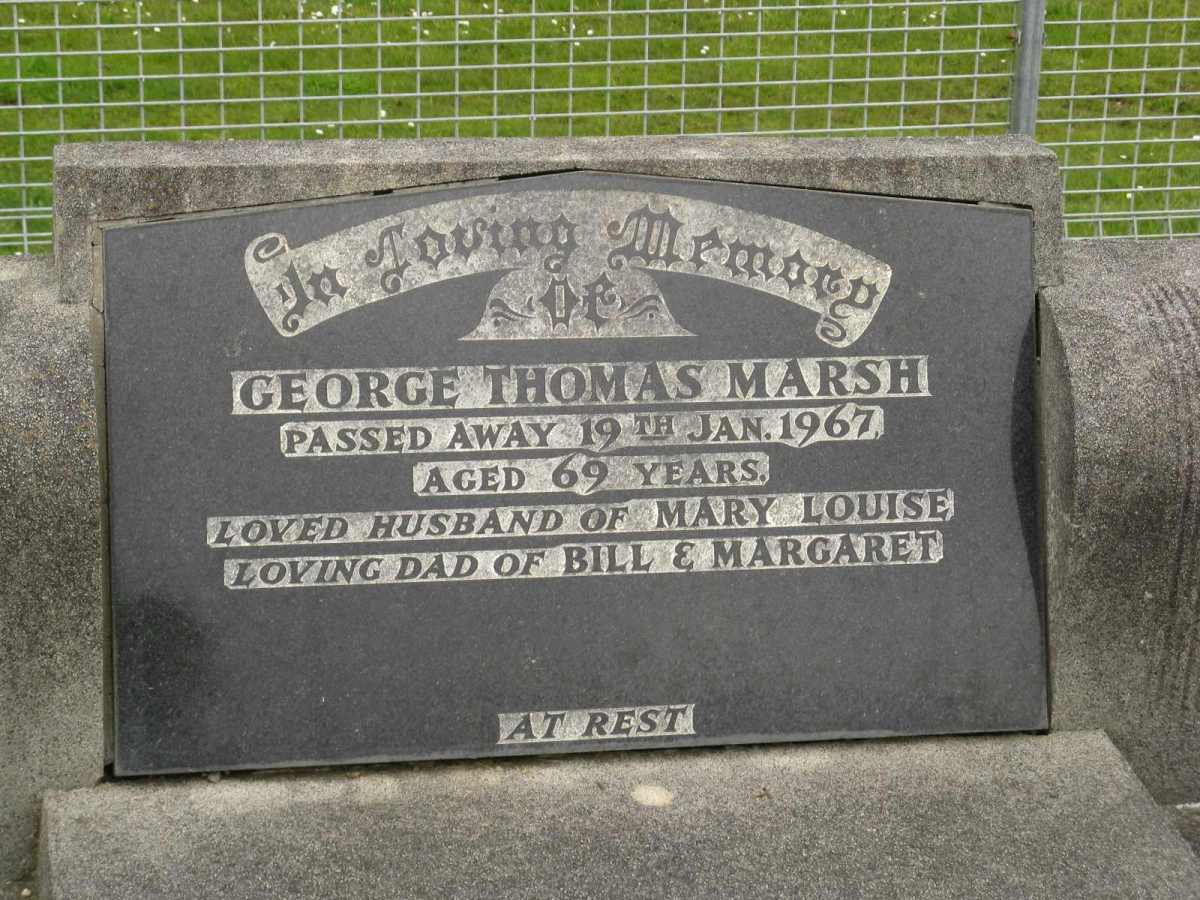 In Loving Memory
Of
GEORGE THOMAS MARSH
PASSED AWAY 19TH JAN. 1967,
AGED 69 YEARS.
LOVED HUSBAND OF MARY LOUISE
LOVING DAD OF BILL & MARGARET
AT REST